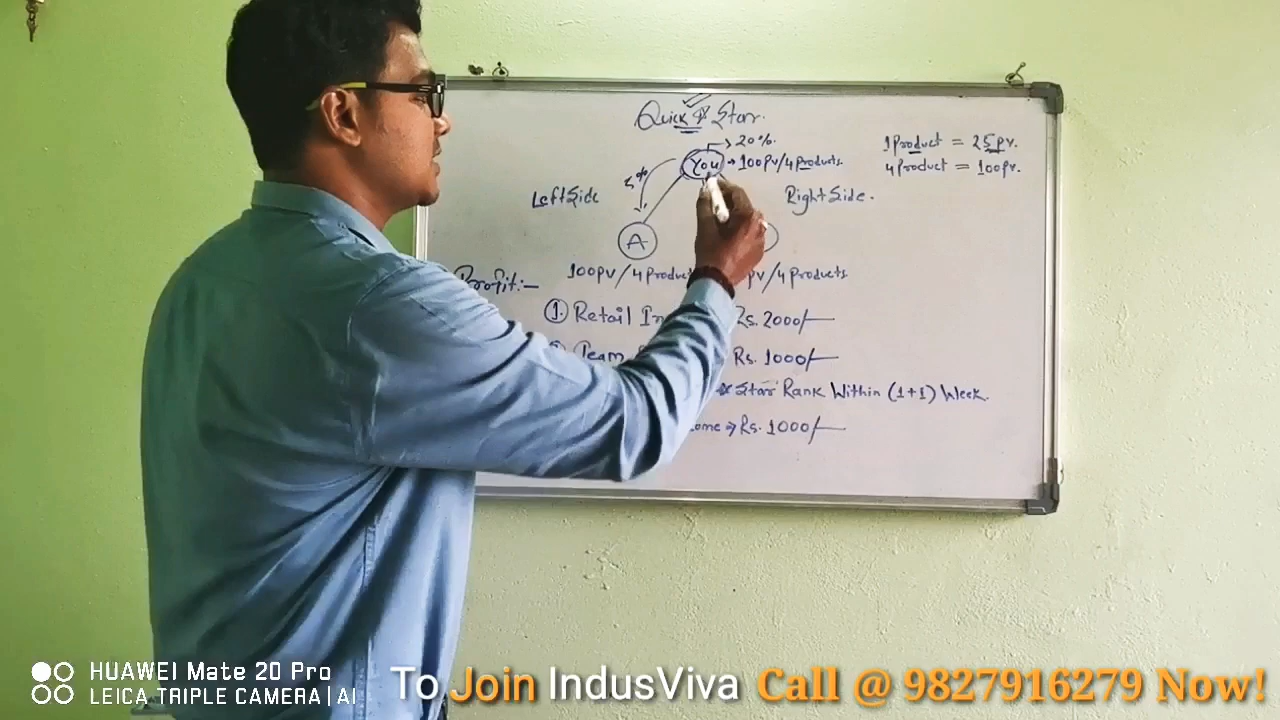 Quick Star.
→20%.
You →100PV/4 Products.
5%
1 Product = 25 PV.
4 Product = 100 PV.
Left Side
Right Side.
A
Profit:-
100PV/4 Product
PV/4 Products
①. Retail In
Rs. 2000/-
Team
Rs. 1000/-
Star Rank Within (1+1) Week.
come ⇒ Rs. 1000/-
HUAWEI Mate 20 Pro
LEICA TRIPLE CAMERA | AI
To Join IndusViva Call @ 9827916279 Now!